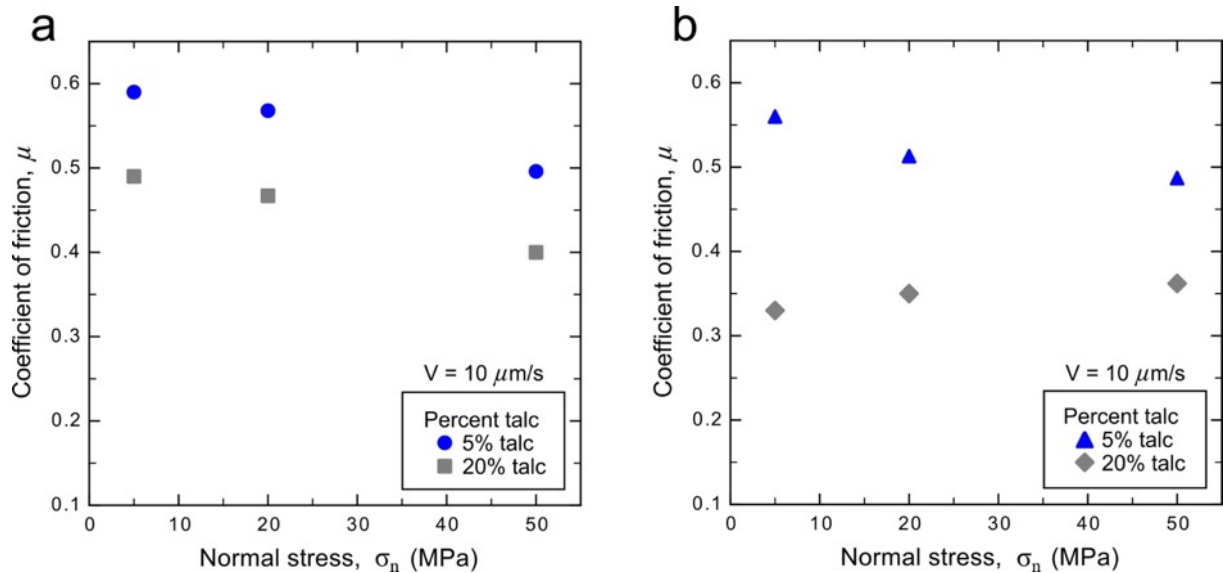 a
Coefficient of friction, μ
0.6
0.5
0.4
0.3
0.2
0.1
0 10 20 30 40 50
Normal stress, σn (MPa)
V = 10 μm/s
Percent talc
5% talc
20% talc
b
Coefficient of friction, μ
0.6
0.5
0.4
0.3
0.2
0.1
0 10 20 30 40 50
Normal stress, σn (MPa)
V = 10 μm/s
Percent talc
5% talc
20% talc